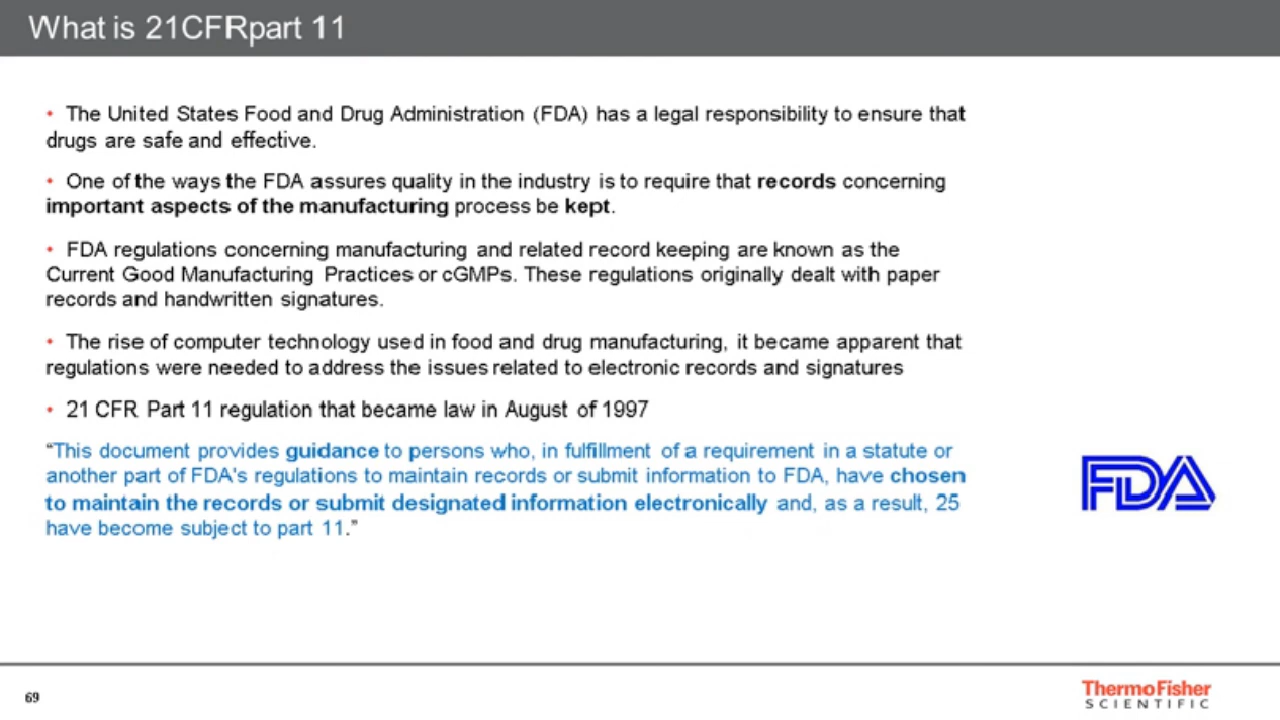 What is 21CFRpart 11
• The United States Food and Drug Administration (FDA) has a legal responsibility to ensure that
drugs are safe and effective.
• One of the ways the FDA assures quality in the industry is to require that records concerning
important aspects of the manufacturing process be kept.
• FDA regulations concerning manufacturing and related record keeping are known as the
Current Good Manufacturing Practices or cGMPs. These regulations originally dealt with paper
records and handwritten signatures.
• The rise of computer technology used in food and drug manufacturing, it became apparent that
regulations were needed to address the issues related to electronic records and signatures
• 21 CFR Part 11 regulation that became law in August of 1997
“This document provides guidance to persons who, in fulfillment of a requirement in a statute or
another part of FDA's regulations to maintain records or submit information to FDA, have chosen
to maintain the records or submit designated information electronically and, as a result, 25
have become subject to part 11.”
FDA
69
ThermoFisher
SCIENTIFIC